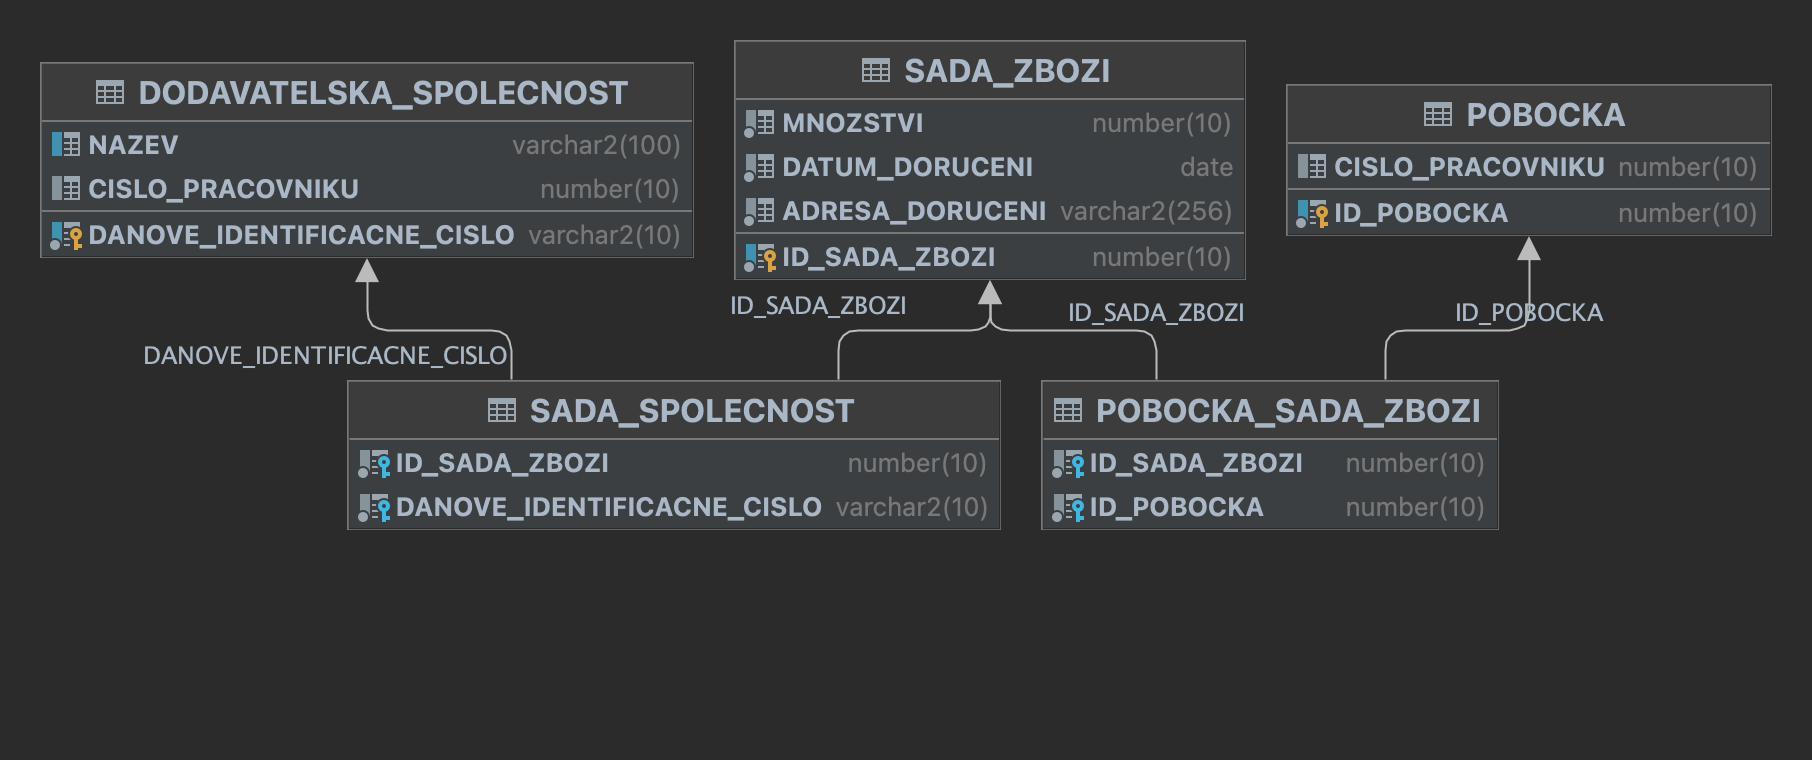 DODAVATELSKA_SPOLECNOST
NAZEV varchar2(100)
CISLO_PRACOVNIKU number(10)
DANOVE_IDENTIFICACNE_CISLO varchar2(10)
SADA_ZBOZI
MNOZSTVI number(10)
DATUM_DORUCENI date
ADRESA_DORUCENI varchar2(256)
ID_SADA_ZBOZI number(10)
POBOCKA
CISLO_PRACOVNIKU number(10)
ID_POBOCKA number(10)
DANOVE_IDENTIFICACNE_CISLO
ID_SADA_ZBOZI
ID_SADA_ZBOZI
ID_POBOCKA
SADA_SPOLECNOST
ID_SADA_ZBOZI number(10)
DANOVE_IDENTIFICACNE_CISLO varchar2(10)
POBOCKA_SADA_ZBOZI
ID_SADA_ZBOZI number(10)
ID_POBOCKA number(10)